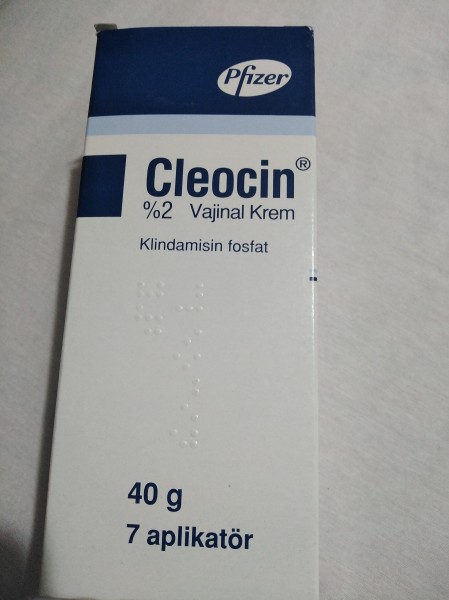 Pfizer
Cleocin®
%2 Vajinal Krem
Klindamisin fosfat
40 g
7 aplikatör